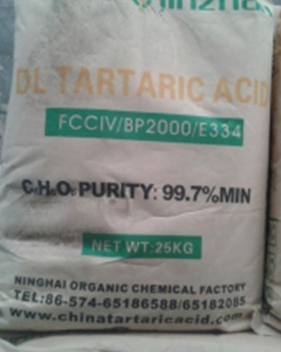 DL TARTARIC ACID
FCCIV/BP2000/E334
C₄H₆O₆ PURITY: 99.7%MIN
NET WT:25KG
NINGHAI ORGANIC CHEMICAL FACTORY
TEL:86-574-65186588/65182085
www.chinatartaricacid.com